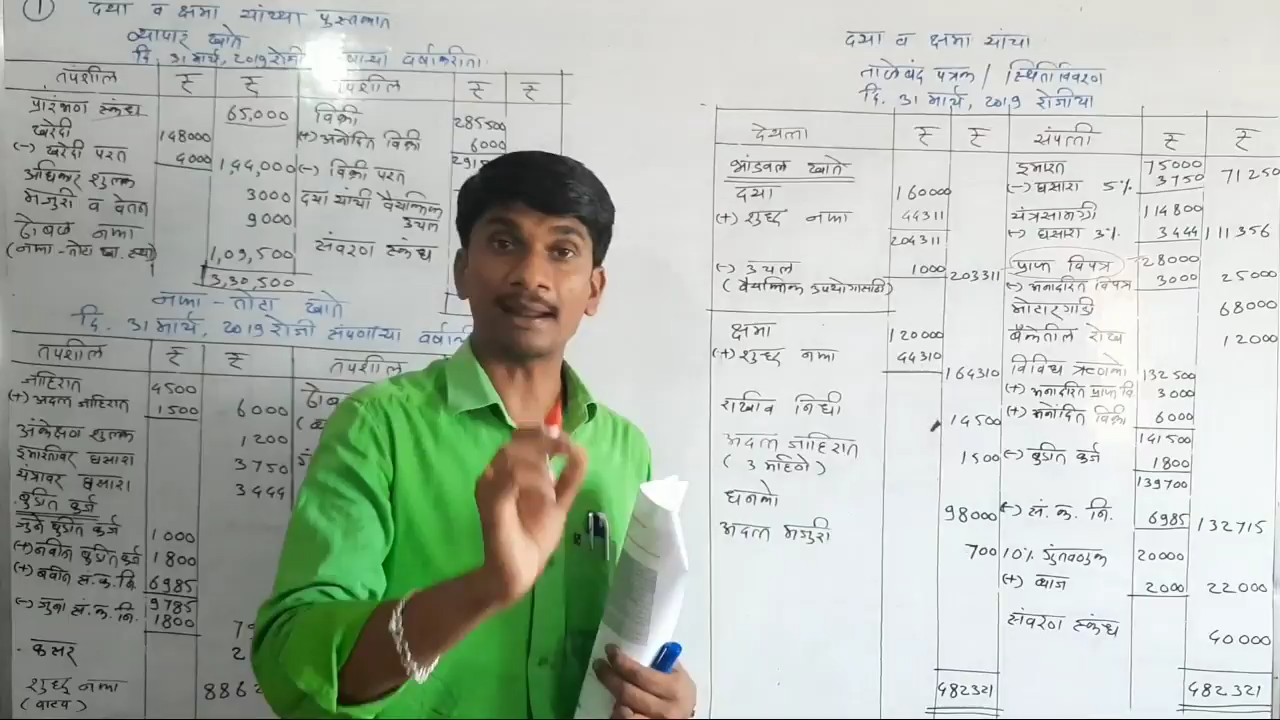 ①
दया व क्षमा यांच्या पुस्तकात
व्यापार खाते
दि. ३१ मार्च, २०१९ रोजी वर्षाकरीता
तपशील ₹ ₹ तपशील ₹ ₹
प्रारंभिक स्कंध 65,000 विक्री 285500
खरेदी 148000 (+) अनोंदित विक्री 6000
(-) खरेदी परत 4000 1,44,000 (-) विक्री परत
अधिकार शुल्क 3000 दया यांची वैयक्तिक
मजुरी व वेतन 9000 उचल
ढोबळ नफा संवरण स्कंध
(नफा-तोटा खा. स्था) 1,09,500
3,30,500
नफा - तोटा खाते
दि. ३१ मार्च, २०१९ रोजी संपणाऱ्या
तपशील ₹ ₹ तपशील
जाहिरात 4500
(+) अदत्त जाहिरात 1500 6000
अंकेक्षण शुल्क 1200
इमारतीवर घसारा 3750
यंत्रावर घसारा 3444
बुडित कर्ज
जुने बुडित कर्ज 1000
(+) नवीन बुडित कर्ज 1800
(+) नवीन सं.क.नि. 6985
9785
(-) जुना सं.क.नि. 1800
कसर
शुद्ध नफा
(वाटप)
दया व क्षमा यांचा
ताळेबंद पत्रक / स्थितीविवरण
दि. ३१ मार्च, २०१९ रोजीचा
देयता ₹ ₹ संपत्ती ₹ ₹
भांडवल खाते इमारत 75000
दया 160000 (-) घसारा 5% 3750 71250
(+) शुद्ध नफा 44311 यंत्रसामग्री 114800
204311 (-) घसारा 3% 3444 111356
(-) उचल 1000 203311 प्राप्त विपत्र 28000
(वैयक्तिक उपयोगासाठी) (-) अनादरित विपत्र 3000 25000
मोटारगाडी 68000
क्षमा 120000 बँकेतील रोख 12000
(+) शुद्ध नफा 44310 164310 विविध ऋणको 132500
(+) अनादरित प्राप्त वि 3000
राखीव निधी 14500 (+) अनोंदित विक्री 6000
अदत्त जाहिरात 141500
(3 महिने) 1500 (-) बुडित कर्ज 1800
139700
धनको 98000 (-) सं.क.नि. 6985 132715
अदत्त मजुरी 700 10% गुंतवणूक 20000
(+) व्याज 2000 22000
संवरण स्कंध 40000
482321 482321